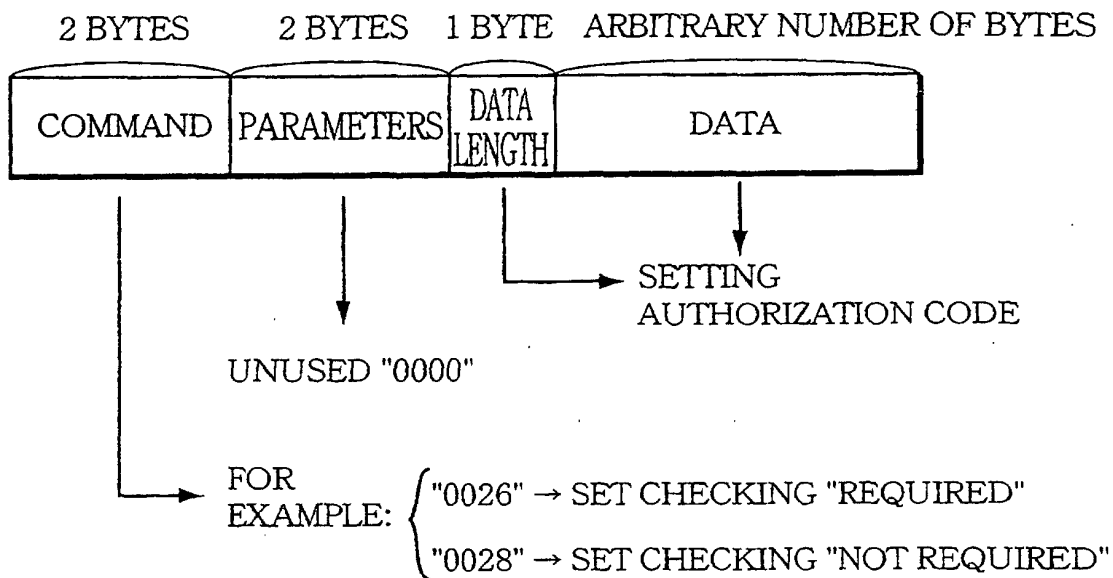 2 BYTES 2 BYTES 1 BYTE ARBITRARY NUMBER OF BYTES
COMMAND PARAMETERS DATA LENGTH DATA
SETTING
AUTHORIZATION CODE
UNUSED "0000"
FOR
EXAMPLE:
"0026" → SET CHECKING "REQUIRED"
"0028" → SET CHECKING "NOT REQUIRED"